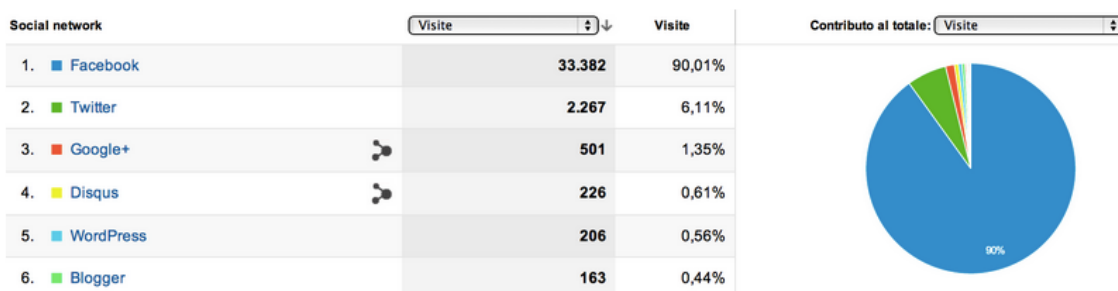 Social network Visite Visite Contributo al totale: Visite
1. Facebook 33.382 90,01%
2. Twitter 2.267 6,11%
3. Google+ 501 1,35%
4. Disqus 226 0,61%
5. WordPress 206 0,56%
90%
6. Blogger 163 0,44%